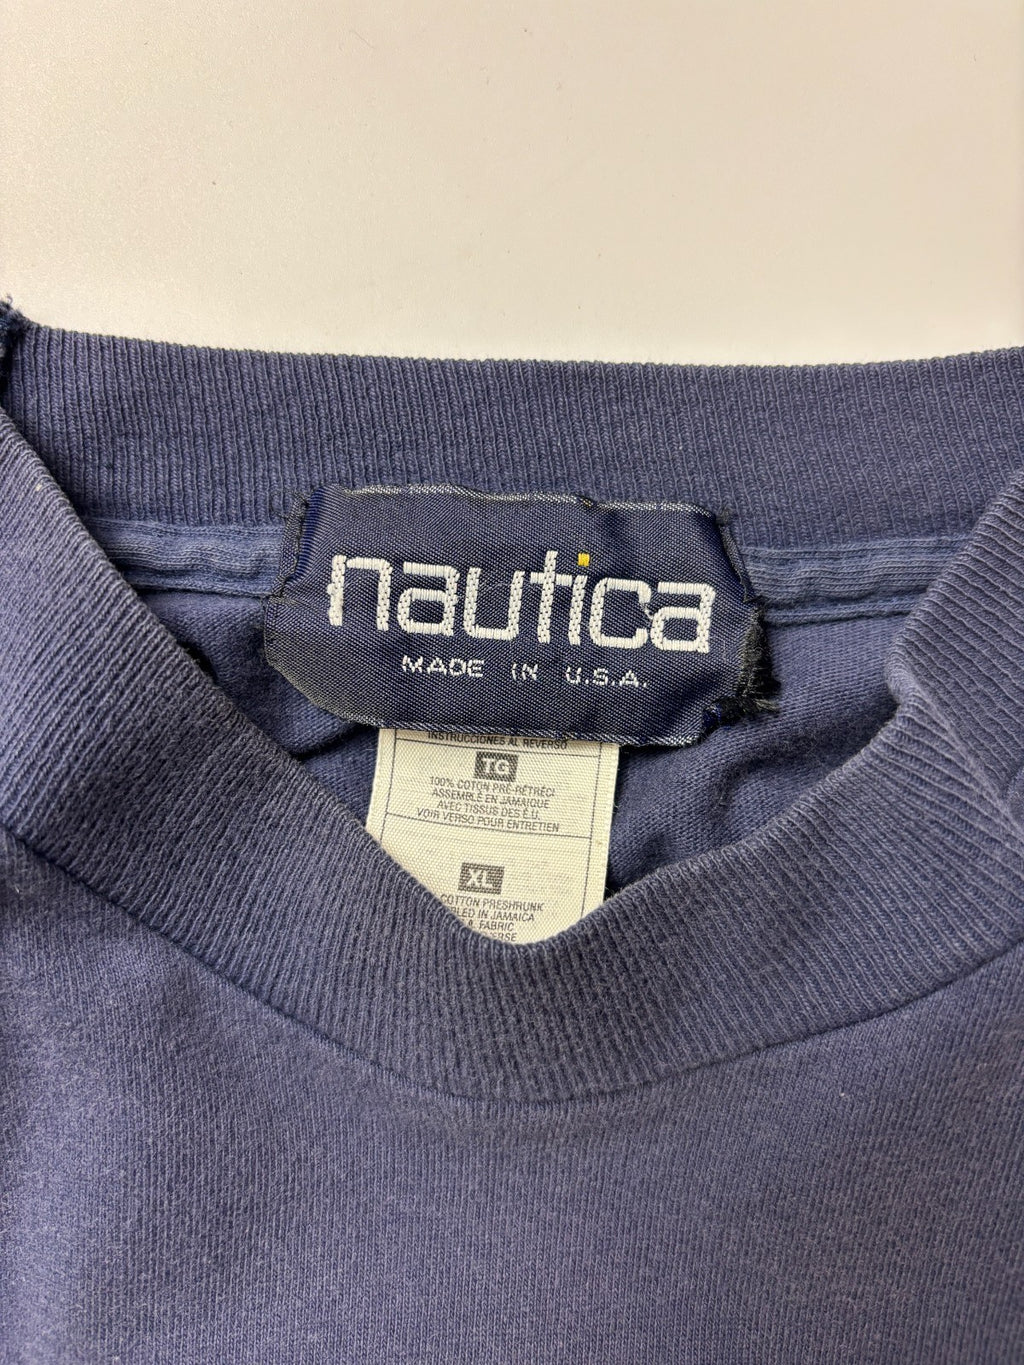 nautica
MADE IN U.S.A.
INSTRUCCIONES AL REVERSO
TG
100% COTON PRÉ-RÉTRÉCI
ASSEMBLÉ EN JAMAÏQUE
AVEC TISSUS DES É.U.
VOIR VERSO POUR ENTRETIEN
XL
COTTON PRESHRUNK
IN JAMAICA
FABRIC